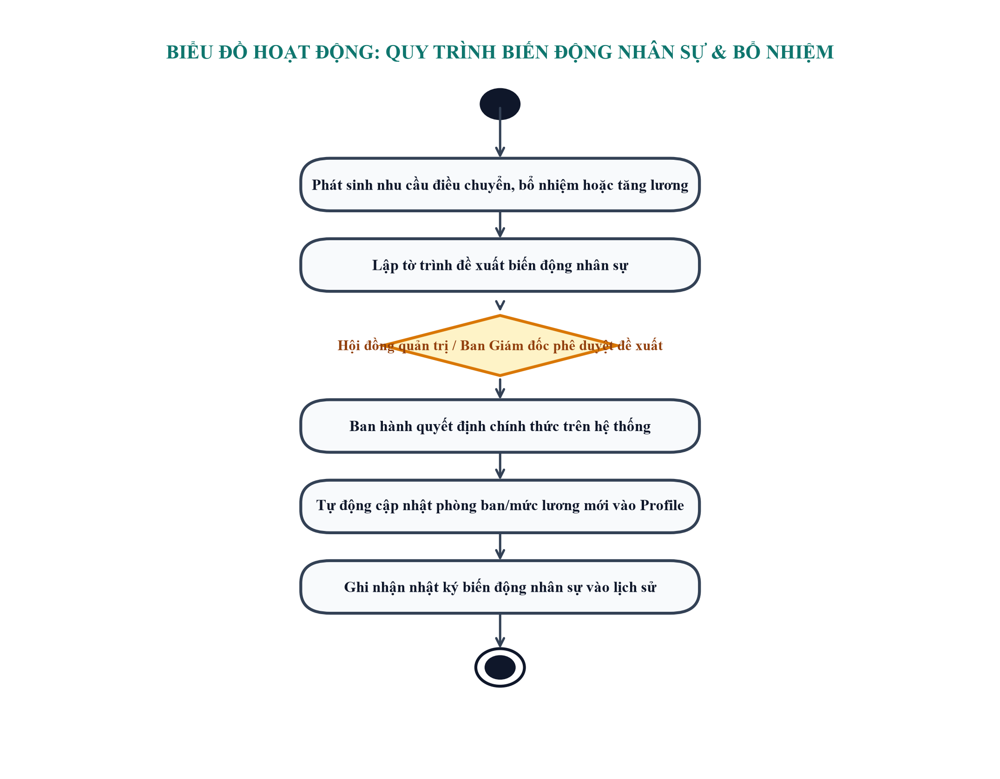 BIỂU ĐỒ HOẠT ĐỘNG: QUY TRÌNH BIẾN ĐỘNG NHÂN SỰ & BỔ NHIỆM
Phát sinh nhu cầu điều chuyển, bổ nhiệm hoặc tăng lương
Lập tờ trình đề xuất biến động nhân sự
Hội đồng quản trị / Ban Giám đốc phê duyệt đề xuất
Ban hành quyết định chính thức trên hệ thống
Tự động cập nhật phòng ban/mức lương mới vào Profile
Ghi nhận nhật ký biến động nhân sự vào lịch sử